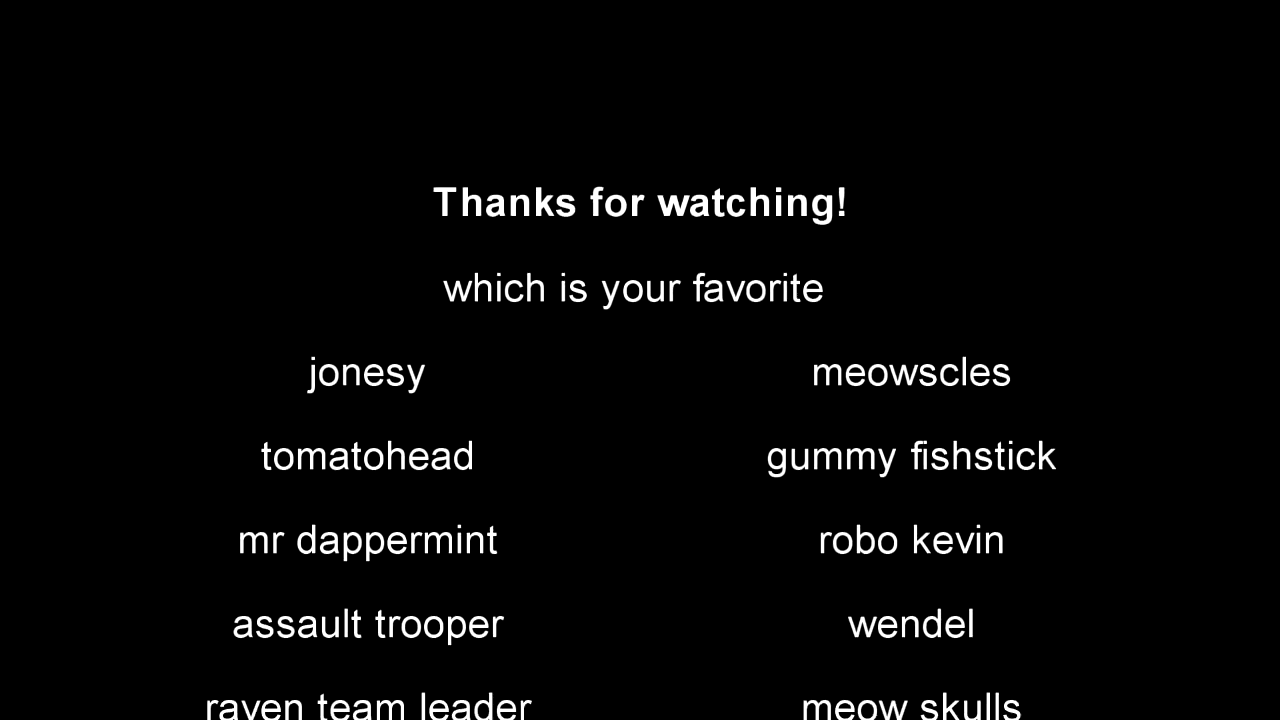 Thanks for watching!
which is your favorite
jonesy meowscles
tomatohead gummy fishstick
mr dappermint robo kevin
assault trooper wendel
raven team leader meow skulls